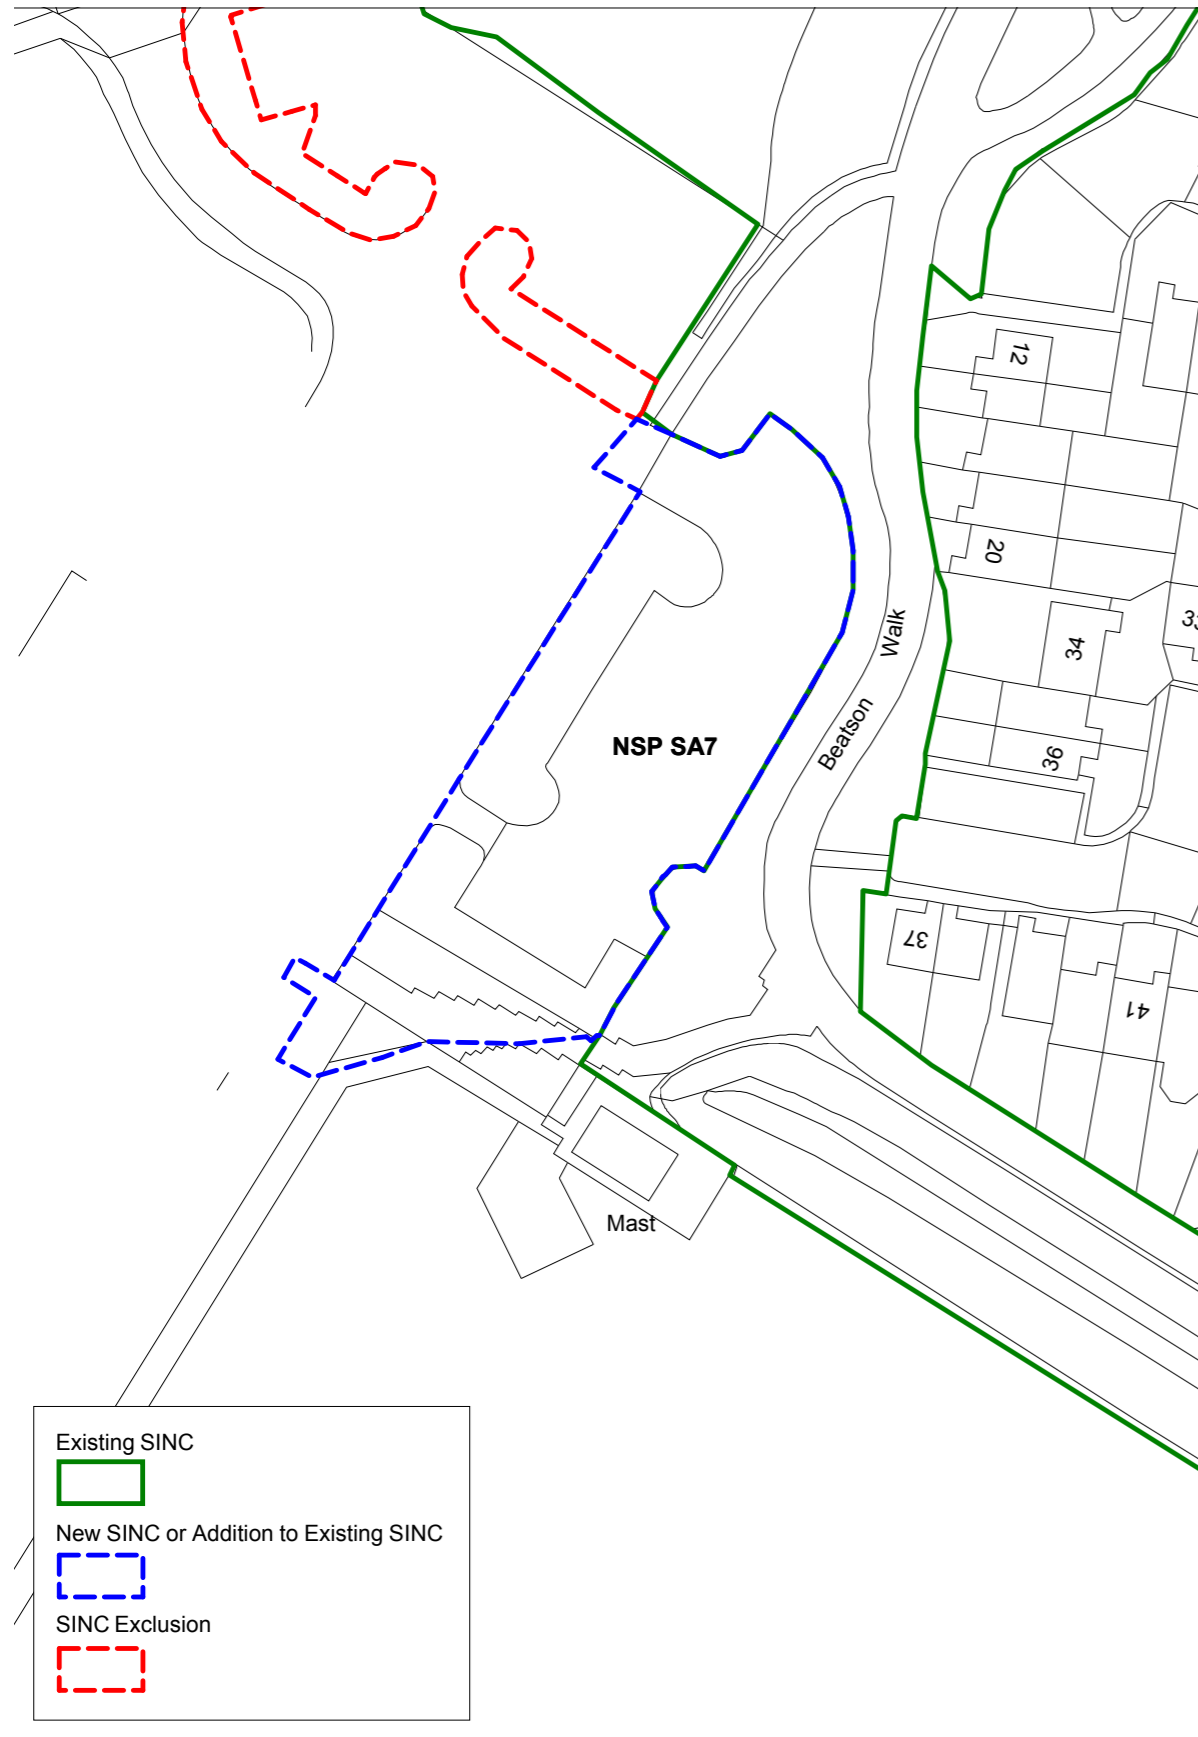 12
20
33
34
Walk
Beatson
NSP SA7
36
37
41
Mast
Existing SINC
New SINC or Addition to Existing SINC
SINC Exclusion